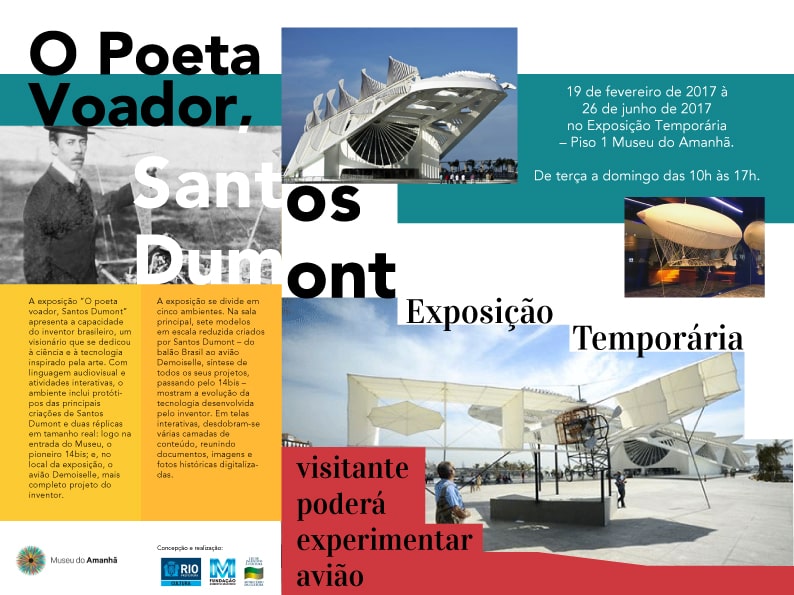 O Poeta
Voador,
Santos
Dumont
19 de fevereiro de 2017 à
26 de junho de 2017
no Exposição Temporária
– Piso 1 Museu do Amanhã.
De terça a domingo das 10h às 17h.
Exposição
Temporária
A exposição "O poeta
voador, Santos Dumont"
apresenta a capacidade
do inventor brasileiro, um
visionário que se dedicou
à ciência e à tecnologia
inspirado pela arte. Com
linguagem audiovisual e
atividades interativas, o
ambiente inclui protóti-
pos das principais
criações de Santos
Dumont e duas réplicas
em tamanho real: logo na
entrada do Museu, o
pioneiro 14bis; e, no
local da exposição, o
avião Demoiselle, mais
completo projeto do
inventor.
A exposição se divide em
cinco ambientes. Na sala
principal, sete modelos
em escala reduzida criados
por Santos Dumont – do
balão Brasil ao avião
Demoiselle, síntese de
todos os seus projetos,
passando pelo 14bis –
mostram a evolução da
tecnologia desenvolvida
pelo inventor. Em telas
interativas, desdobram-se
várias camadas de
conteúdo, reunindo
documentos, imagens e
fotos históricas digitaliza-
das.
visitante
poderá
experimentar
avião
Museu do Amanhã
Concepção e realização:
RIO
PREFEITURA
CULTURA
FUNDAÇÃO